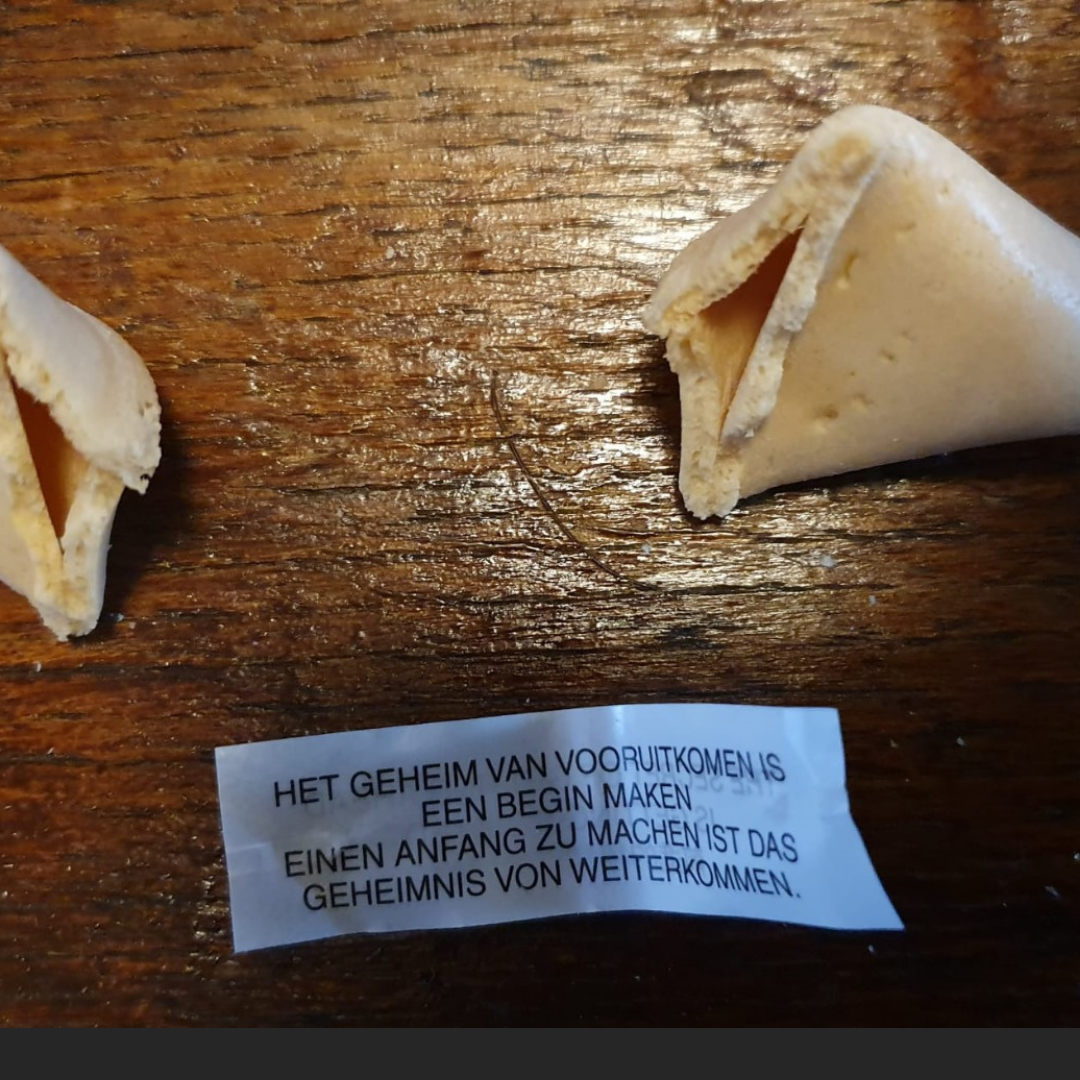 HET GEHEIM VAN VOORUITKOMEN IS
EEN BEGIN MAKEN
EINEN ANFANG ZU MACHEN IST DAS
GEHEIMNIS VON WEITERKOMMEN.